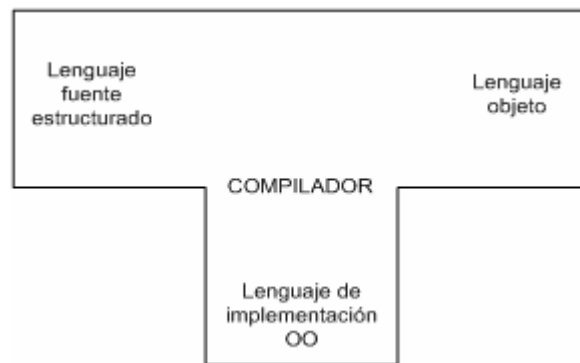 Lenguaje
fuente
estructurado
Lenguaje
objeto
COMPILADOR
Lenguaje de
implementación
OO